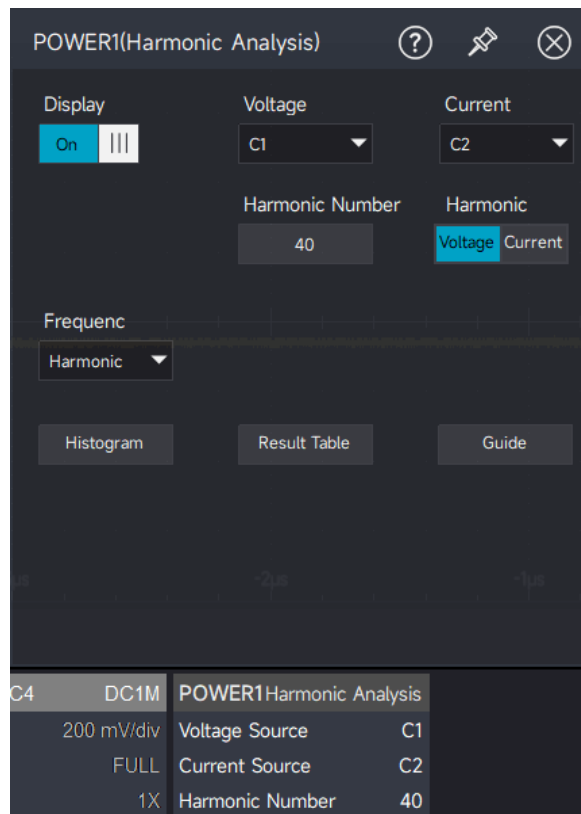 POWER1(Harmonic Analysis) ?
Display Voltage Current
On C1 C2
Harmonic Number Harmonic
40 Voltage Current
Frequenc
Harmonic
Histogram Result Table Guide
-2µs -1µs
C4 DC1M POWER1 Harmonic Analysis
200 mV/div Voltage Source C1
FULL Current Source C2
1X Harmonic Number 40